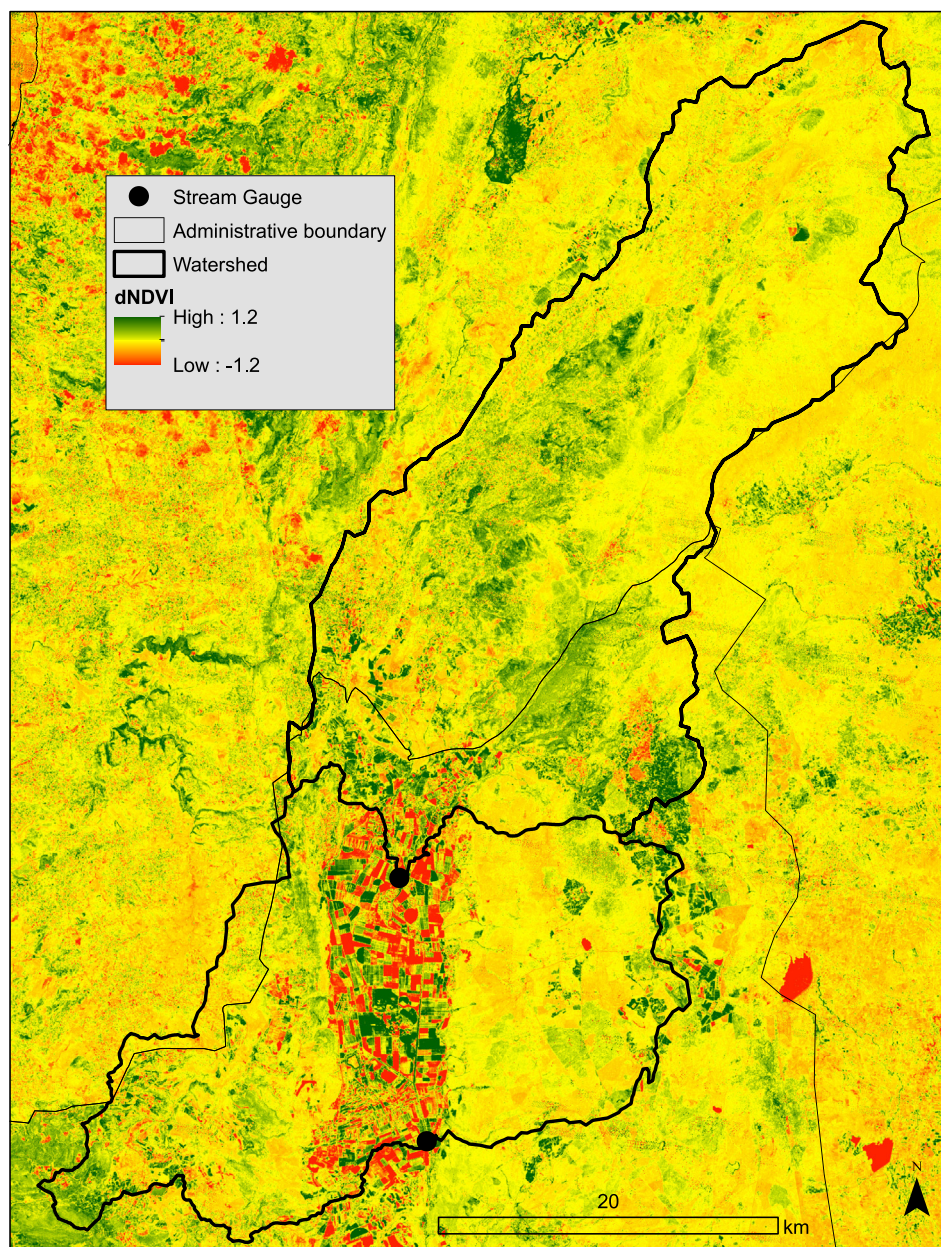 Stream Gauge
Administrative boundary
Watershed
dNDVI
High : 1.2
Low : -1.2
N
20
km